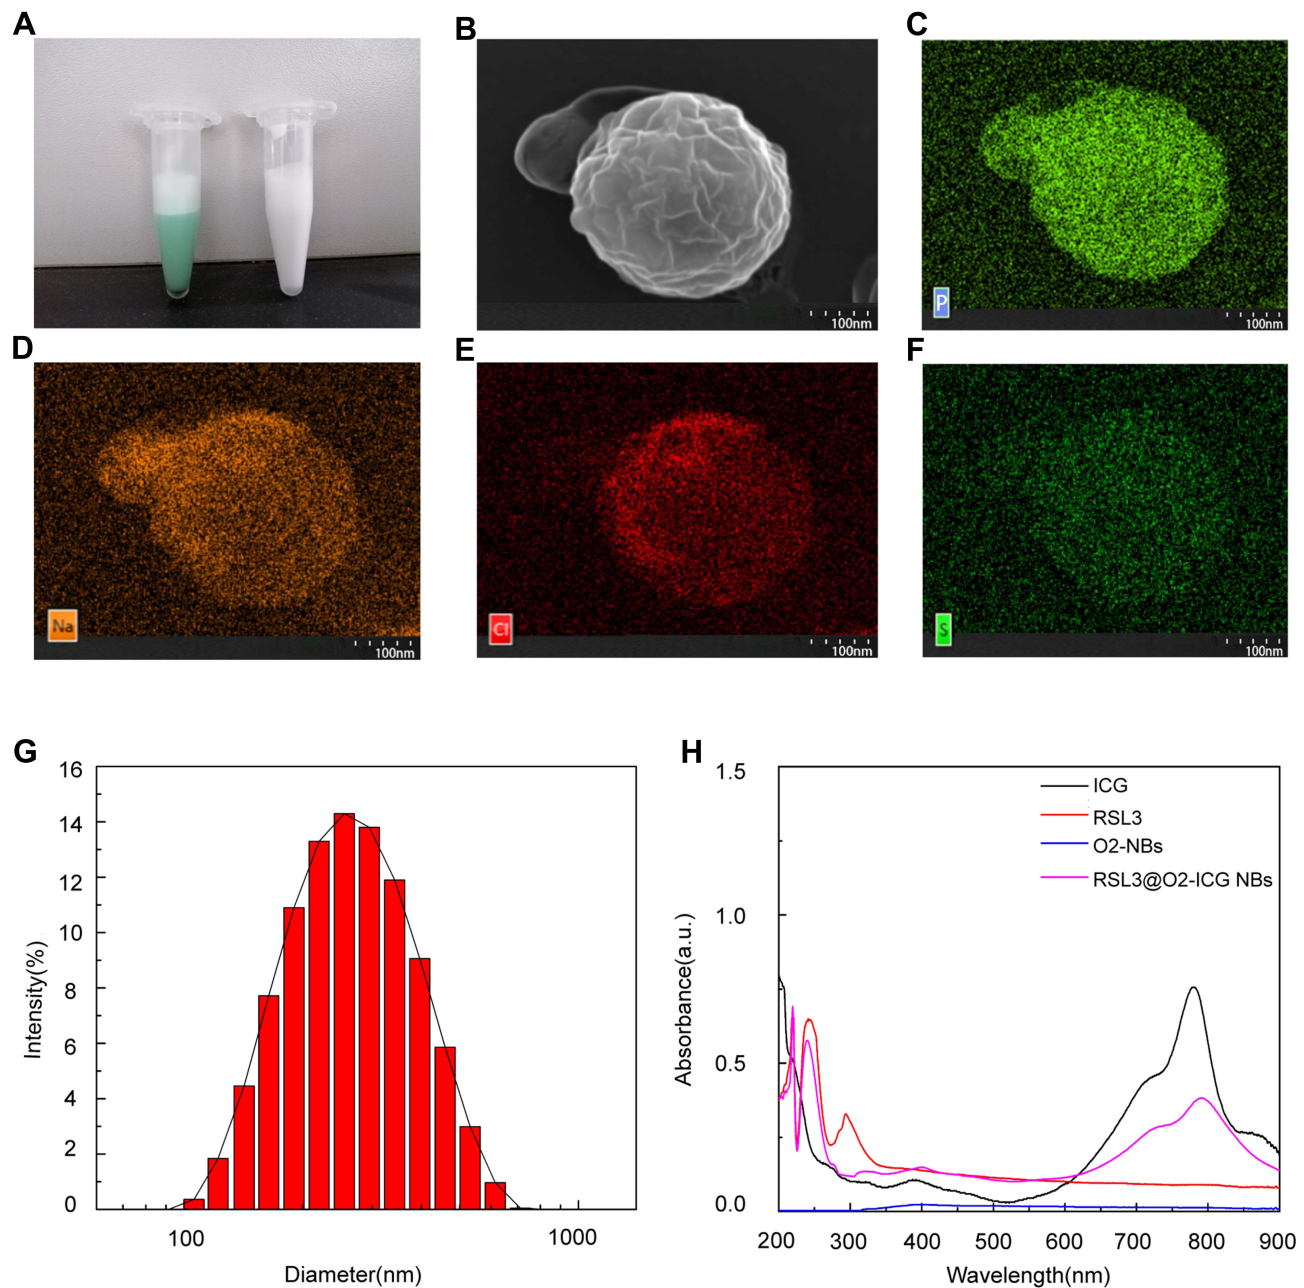 A
B
C
100nm
P
100nm
D
E
F
Na
100nm
Cl
100nm
S
100nm
G
H
16
14
12
10
8
6
4
2
0
Intensity(%)
100
1000
Diameter(nm)
1.5
1.0
0.5
0.0
Absorbance(a.u.)
ICG
RSL3
O2-NBs
RSL3@O2-ICG NBs
200 300 400 500 600 700 800 900
Wavelength(nm)